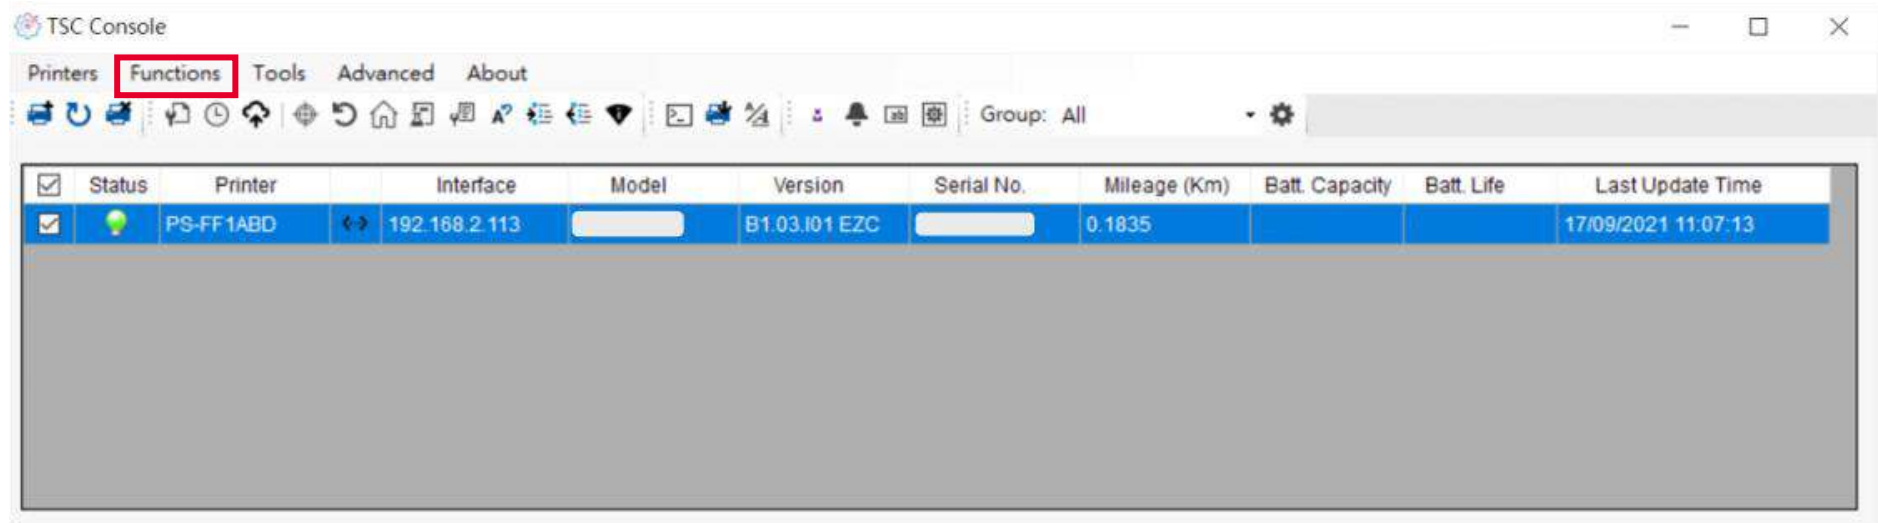 TSC Console
Printers Functions Tools Advanced About
Group: All
Status Printer Interface Model Version Serial No. Mileage (Km) Batt. Capacity Batt. Life Last Update Time
PS-FF1ABD 192.168.2.113 B1.03.I01 EZC 0.1835 17/09/2021 11:07:13